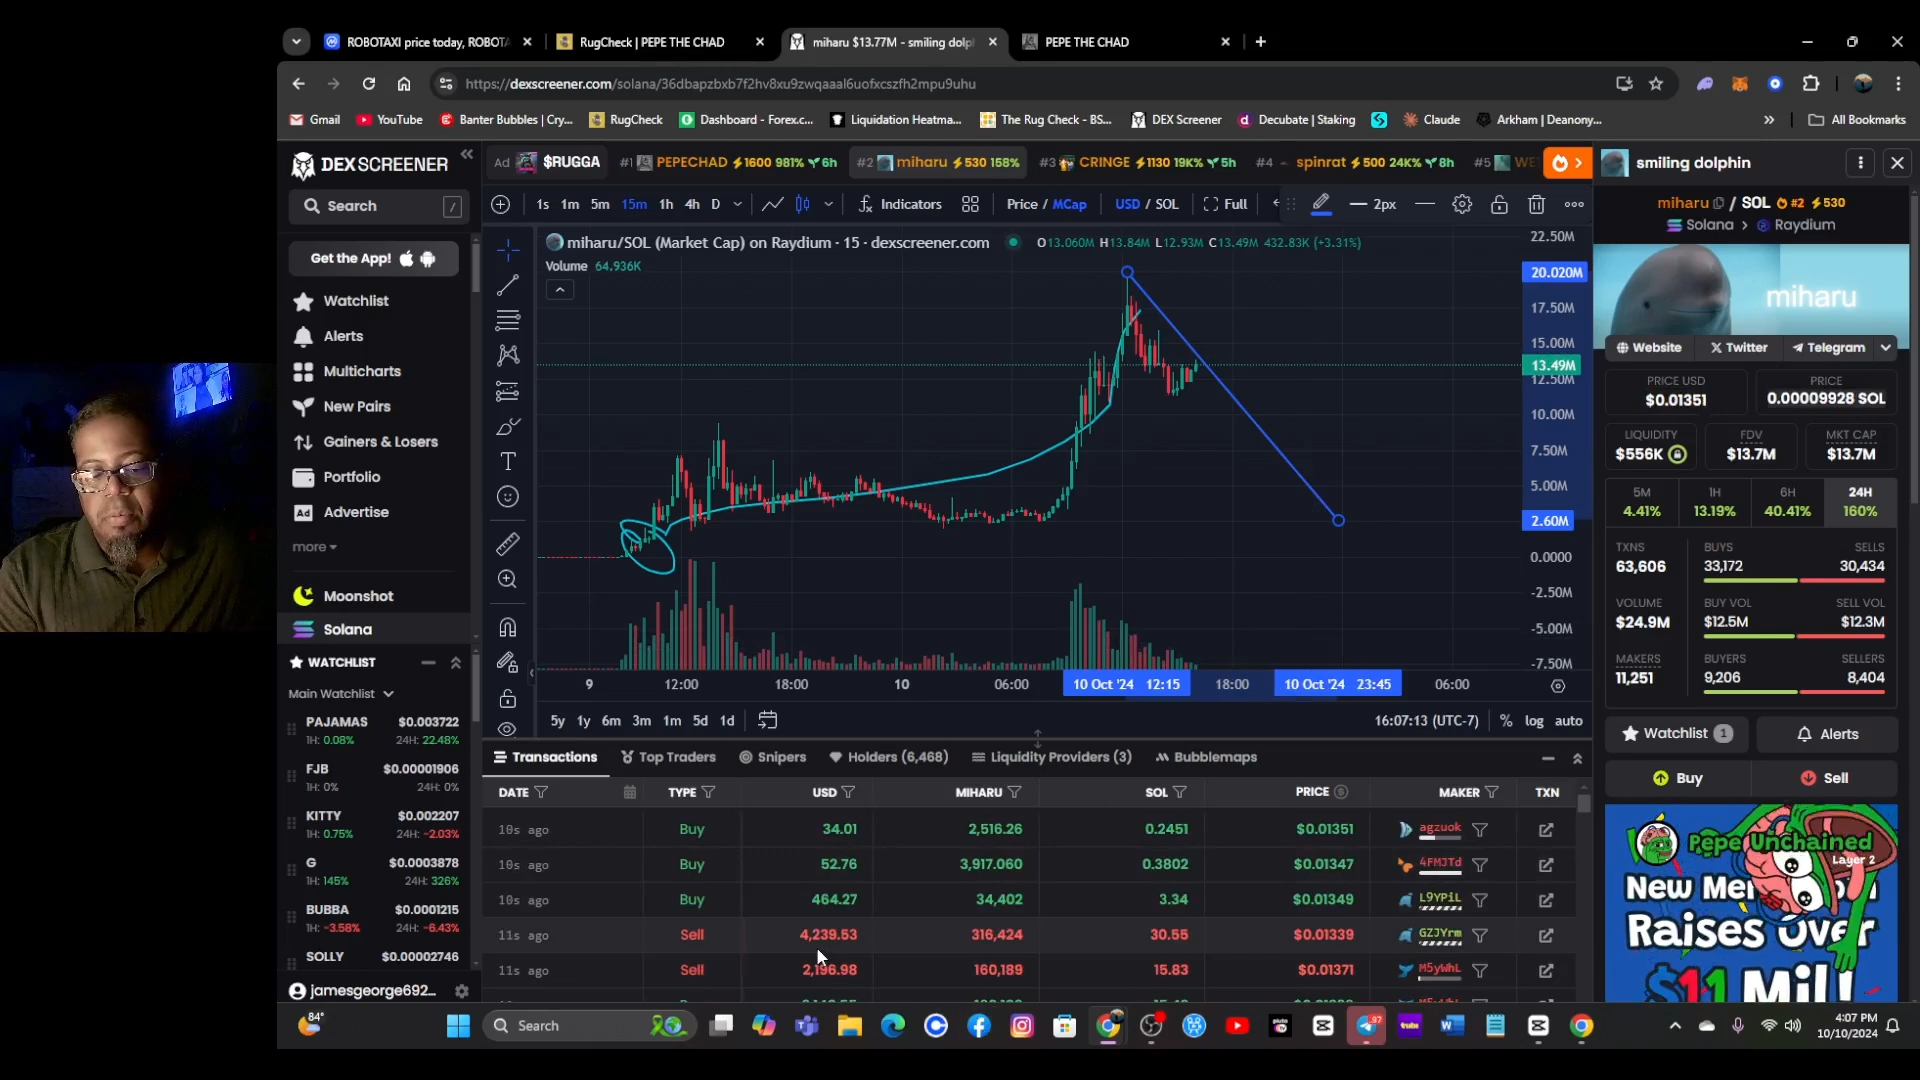 ROBOTAXI price today, ROBOT
RugCheck | PEPE THE CHAD
miharu $13.77M - smiling dolp
PEPE THE CHAD
https://dexscreener.com/solana/36dbapzbxb7f2hv8xu9zwqaaal6uofxcszfh2mpu9uhu
Gmail
YouTube
Banter Bubbles | Cry...
RugCheck
Dashboard - Forex.c...
Liquidation Heatma...
The Rug Check - BS...
DEX Screener
Decubate | Staking
Claude
Arkham | Deanony...
All Bookmarks
DEX SCREENER
Ad $RUGGA
#1 PEPECHAD 1600 981% 6h
#2 miharu 530 158%
#3 CRINGE 1130 19K% 5h
#4 spinrat 500 24K% 8h
#5 WE
smiling dolphin
Search /
1s 1m 5m 15m 1h 4h D
Indicators
Price / MCap
USD / SOL
Full
2px
miharu / SOL #2 530
Solana > Raydium
Get the App!
Watchlist
Alerts
Multicharts
New Pairs
Gainers & Losers
Portfolio
Ad Advertise
more
Moonshot
Solana
miharu/SOL (Market Cap) on Raydium · 15 · dexscreener.com
O13.060M H13.84M L12.93M C13.49M 432.83K (+3.31%)
Volume 64.936K
22.50M
20.020M
17.50M
15.00M
13.49M
12.50M
10.00M
7.50M
5.00M
2.60M
0.0000
-2.50M
-5.00M
-7.50M
9
12:00
18:00
10
06:00
10 Oct '24 12:15
18:00
10 Oct '24 23:45
06:00
5y 1y 6m 3m 1m 5d 1d
16:07:13 (UTC-7)
% log auto
miharu
Website
Twitter
Telegram
PRICE USD
$0.01351
PRICE
0.00009928 SOL
LIQUIDITY
$556K
FDV
$13.7M
MKT CAP
$13.7M
5M
4.41%
1H
13.19%
6H
40.41%
24H
160%
TXNS
63,606
BUYS
33,172
SELLS
30,434
VOLUME
$24.9M
BUY VOL
$12.5M
SELL VOL
$12.3M
MAKERS
11,251
BUYERS
9,206
SELLERS
8,404
Watchlist 1
Alerts
Buy
Sell
WATCHLIST
Main Watchlist
PAJAMAS $0.003722
1H: 0.08% 24H: 22.48%
FJB $0.00001906
1H: 0% 24H: 0%
KITTY $0.002207
1H: 0.75% 24H: -2.03%
G $0.0003878
1H: 145% 24H: 326%
BUBBA $0.0001215
1H: -3.58% 24H: -6.43%
SOLLY $0.00002746
jamesgeorge692...
Transactions
Top Traders
Snipers
Holders (6,468)
Liquidity Providers (3)
Bubblemaps
DATE TYPE USD MIHARU SOL PRICE MAKER TXN
10s ago Buy 34.01 2,516.26 0.2451 $0.01351 agzuok
10s ago Buy 52.76 3,917.060 0.3802 $0.01347 4FMJTd
10s ago Buy 464.27 34,402 3.34 $0.01349 L9YPiL
11s ago Sell 4,239.53 316,424 30.55 $0.01339 GZJYrm
11s ago Sell 2,196.98 160,189 15.83 $0.01371 M5yWhL
Pepe Unchained
Layer 2
New Me
Raises Over
$11 Mil
84°
Search
97
4:07 PM
10/10/2024